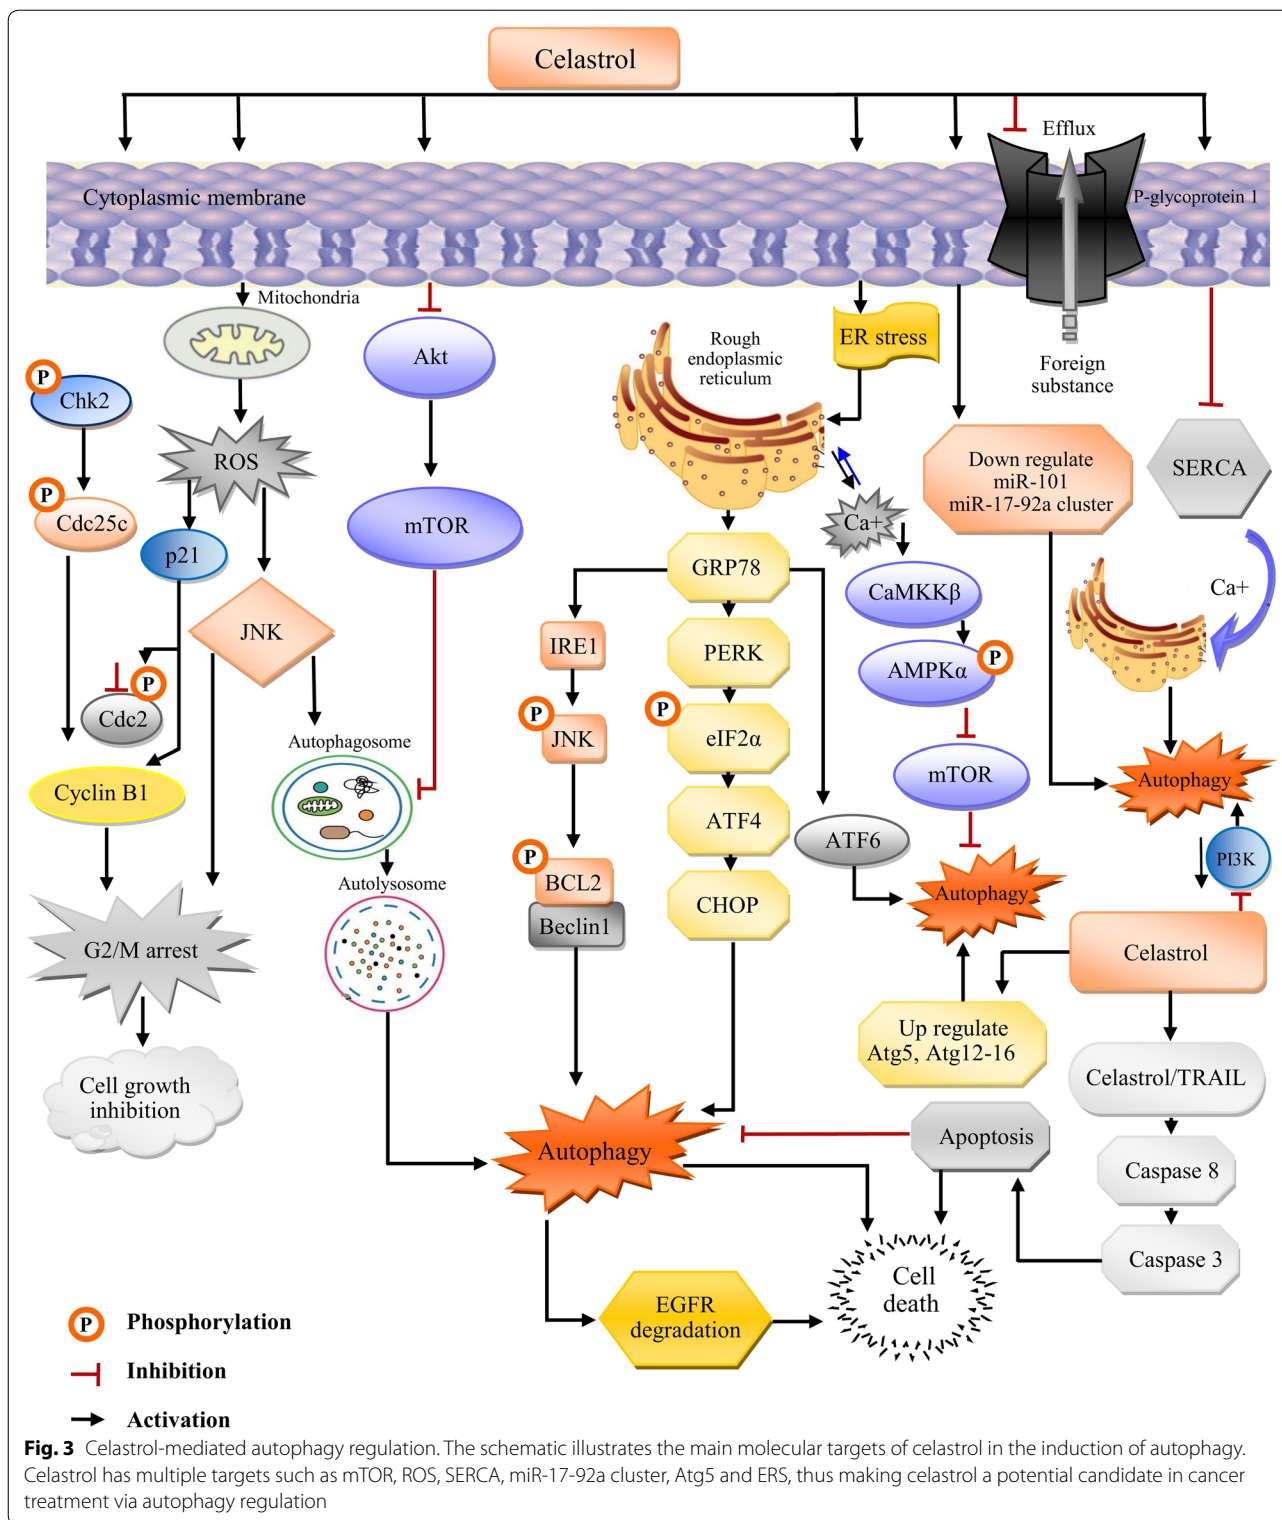 Celastrol
Efflux
Cytoplasmic membrane
P-glycoprotein 1
Mitochondria
Akt
Rough
endoplasmic
reticulum
ER stress
Foreign
substance
P
Chk2
ROS
Down regulate
miR-101
miR-17-92a cluster
SERCA
P
Cdc25c
p21
mTOR
Ca+
GRP78
CaMKKβ
Ca+
JNK
IRE1
PERK
AMPKα
P
P
Cdc2
P
JNK
P
eIF2α
Autophagosome
mTOR
Autophagy
Cyclin B1
ATF4
ATF6
PI3K
Autolysosome
P
BCL2
Beclin1
CHOP
Autophagy
G2/M arrest
Celastrol
Up regulate
Atg5, Atg12-16
Cell growth
inhibition
Celastrol/TRAIL
Autophagy
Apoptosis
Caspase 8
Caspase 3
Cell
death
EGFR
degradation
P Phosphorylation
Inhibition
Activation
Fig. 3 Celastrol-mediated autophagy regulation. The schematic illustrates the main molecular targets of celastrol in the induction of autophagy.
Celastrol has multiple targets such as mTOR, ROS, SERCA, miR-17-92a cluster, Atg5 and ERS, thus making celastrol a potential candidate in cancer
treatment via autophagy regulation